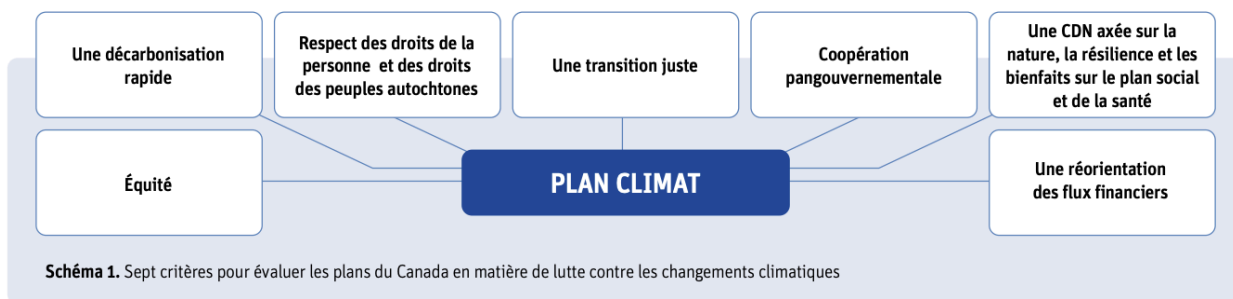 Une décarbonisation
rapide
Respect des droits de la
personne et des droits
des peuples autochtones
Une transition juste
Coopération
pangouvernementale
Une CDN axée sur la
nature, la résilience et les
bienfaits sur le plan social
et de la santé
Équité
PLAN CLIMAT
Une réorientation
des flux financiers
Schéma 1. Sept critères pour évaluer les plans du Canada en matière de lutte contre les changements climatiques